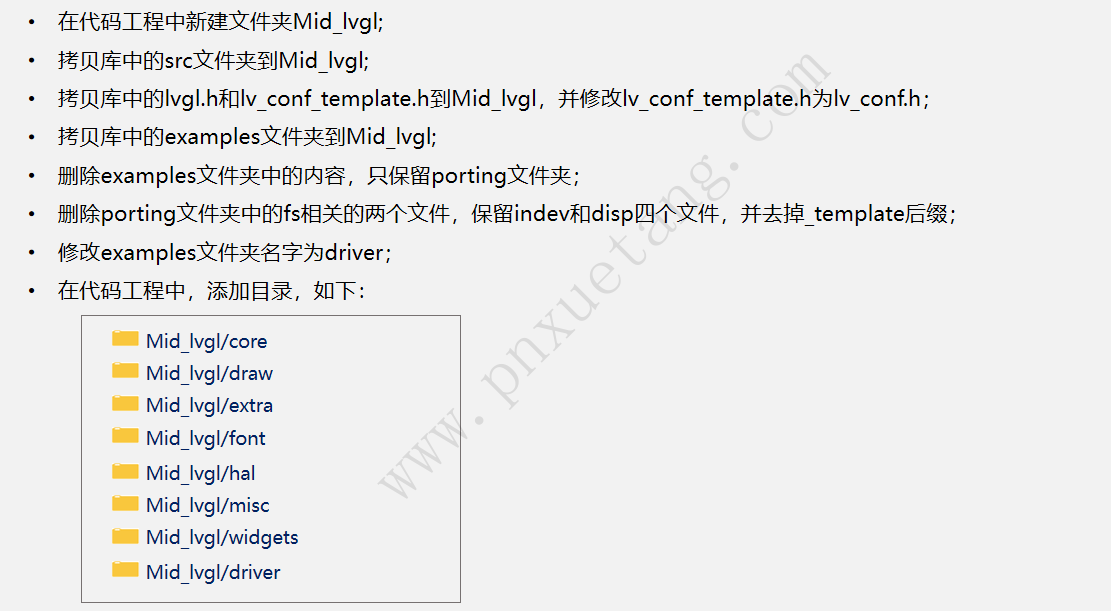 • 在代码工程中新建文件夹Mid_lvgl;
• 拷贝库中的src文件夹到Mid_lvgl;
• 拷贝库中的lvgl.h和lv_conf_template.h到Mid_lvgl，并修改lv_conf_template.h为lv_conf.h；
• 拷贝库中的examples文件夹到Mid_lvgl;
• 删除examples文件夹中的内容，只保留porting文件夹；
• 删除porting文件夹中的fs相关的两个文件，保留indev和disp四个文件，并去掉_template后缀；
• 修改examples文件夹名字为driver；
• 在代码工程中，添加目录，如下：
Mid_lvgl/core
Mid_lvgl/draw
Mid_lvgl/extra
Mid_lvgl/font
Mid_lvgl/hal
Mid_lvgl/misc
Mid_lvgl/widgets
Mid_lvgl/driver
www.pnxuetang.com